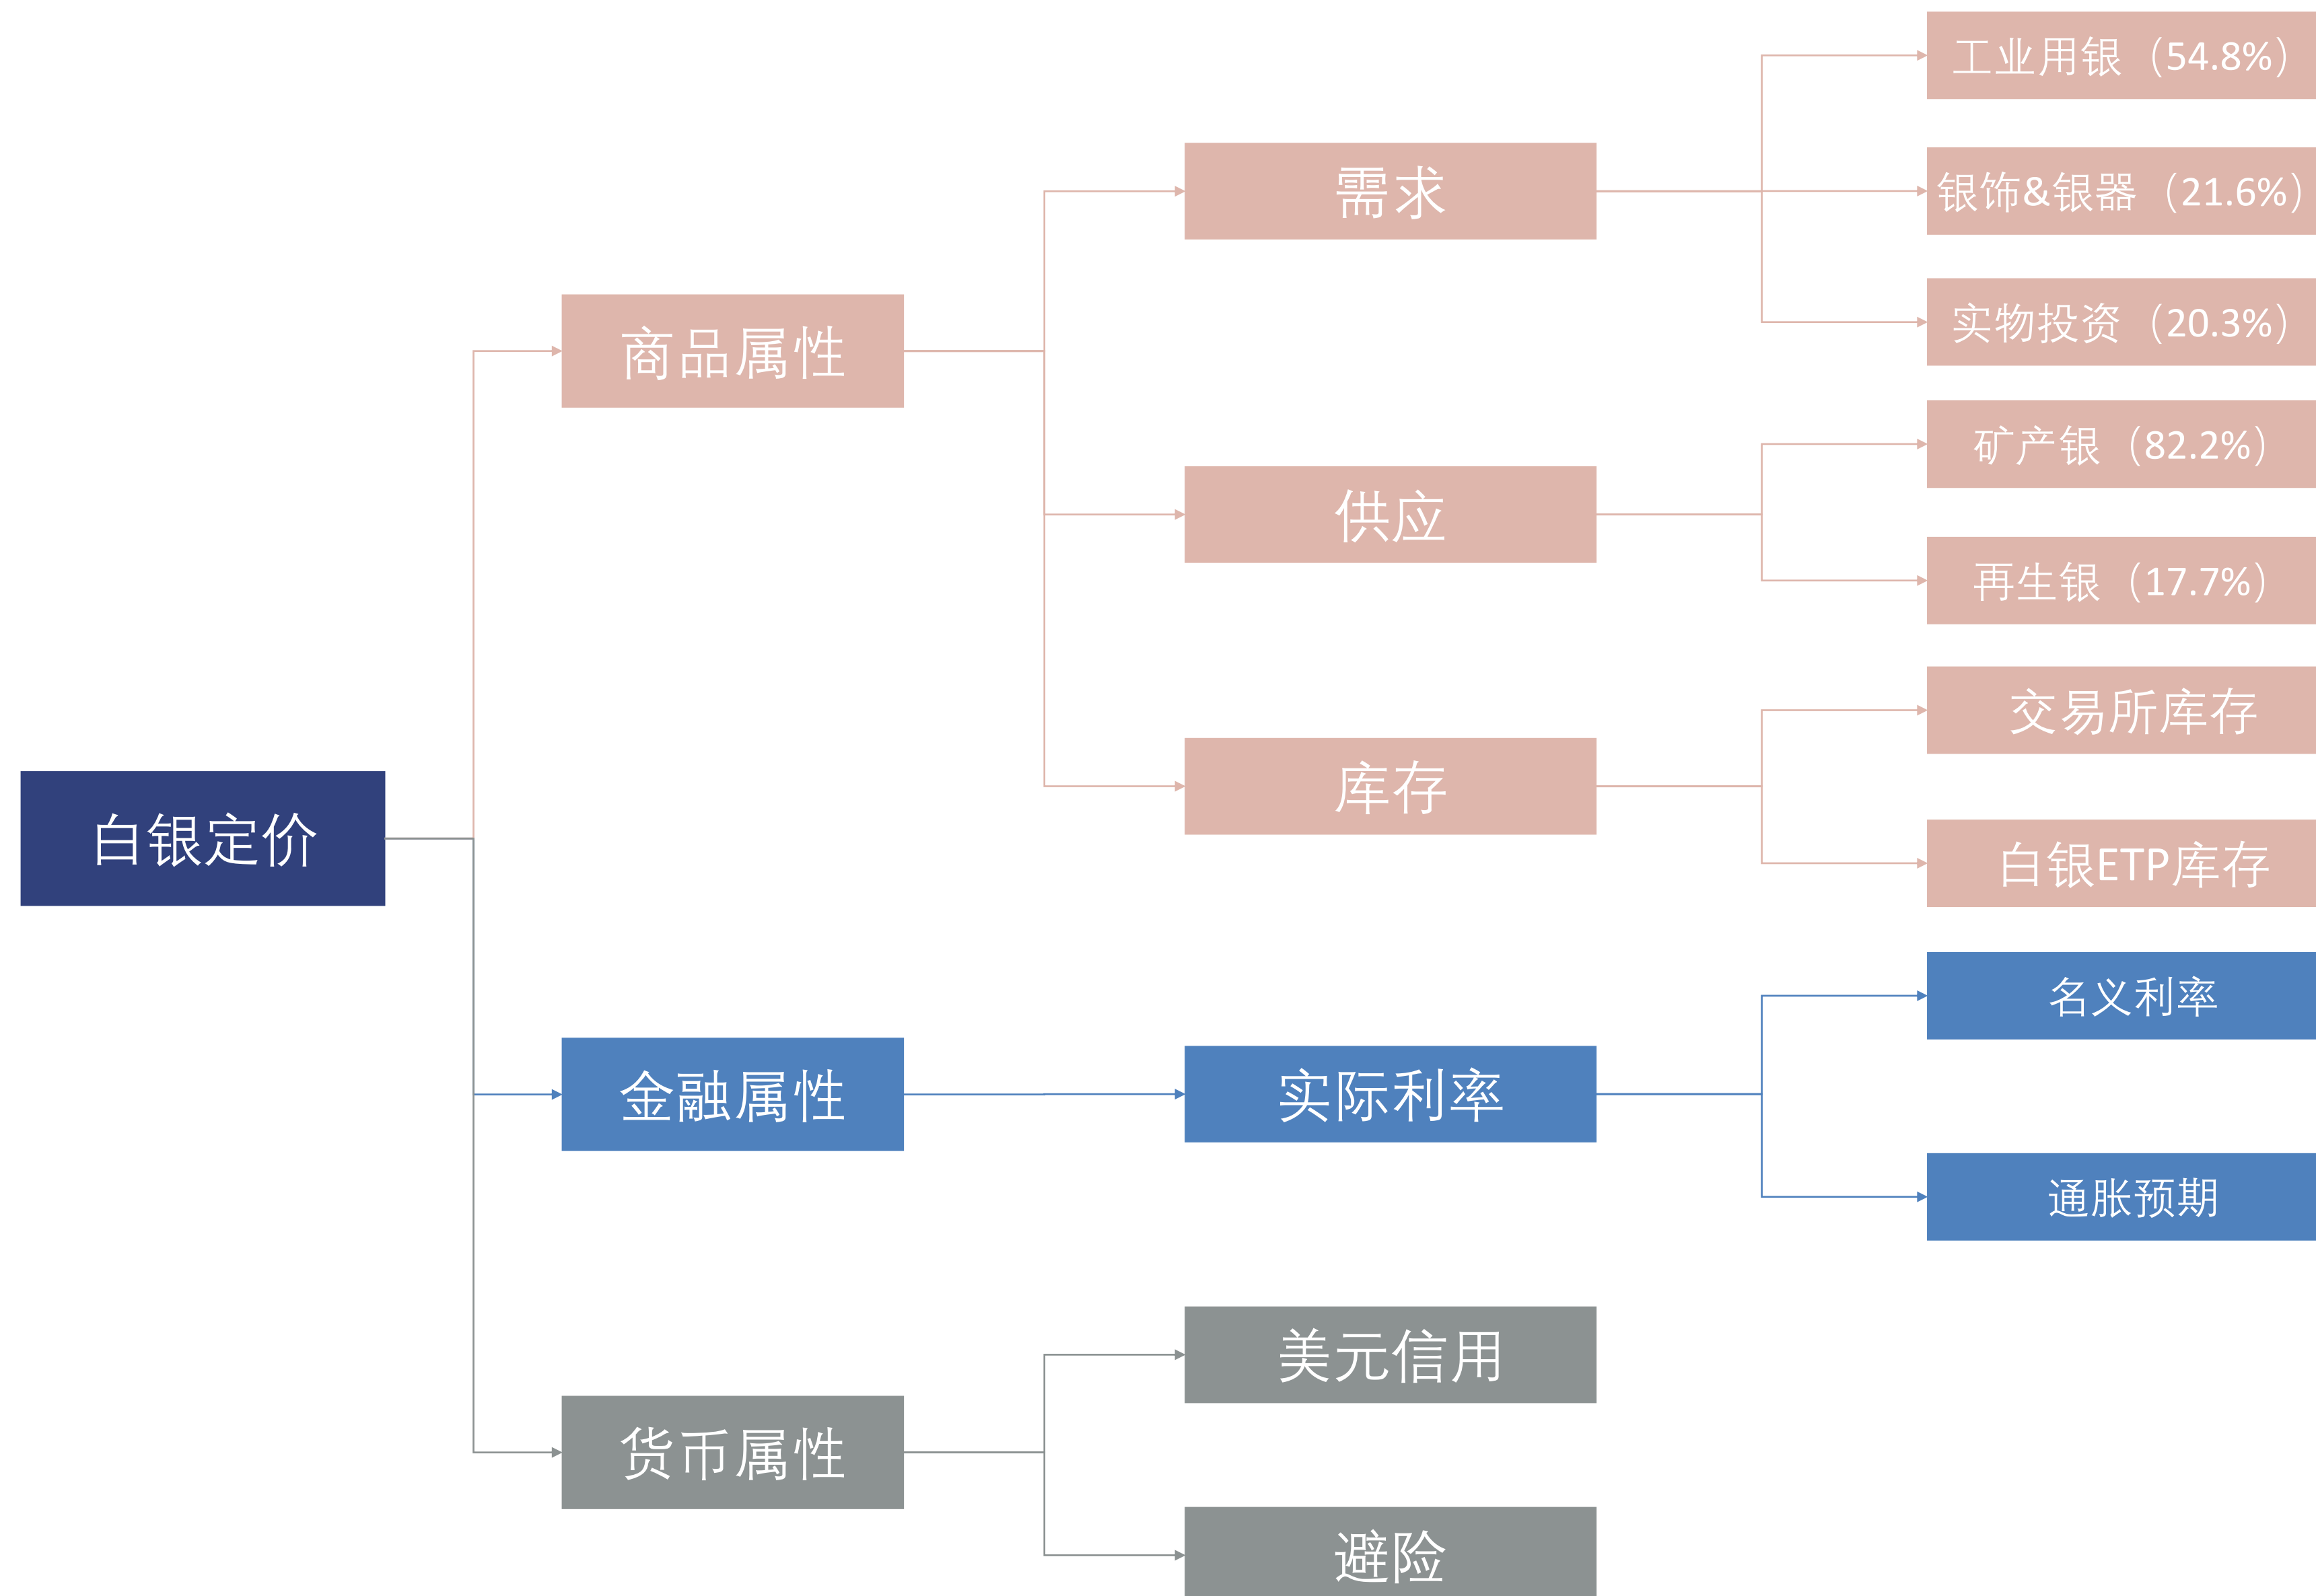 白银定价
商品属性
需求
工业用银（54.8%）
银饰&银器（21.6%）
实物投资（20.3%）
供应
矿产银（82.2%）
再生银（17.7%）
库存
交易所库存
白银ETP库存
金融属性
实际利率
名义利率
通胀预期
货币属性
美元信用
避险